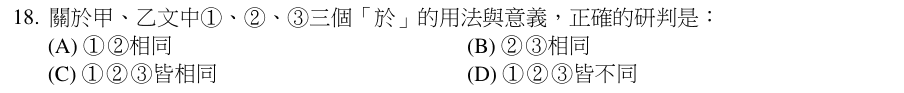 18. 關於甲、乙文中①、②、③三個「於」的用法與意義，正確的研判是：
(A) ①②相同 (B) ②③相同
(C) ①②③皆相同 (D) ①②③皆不同